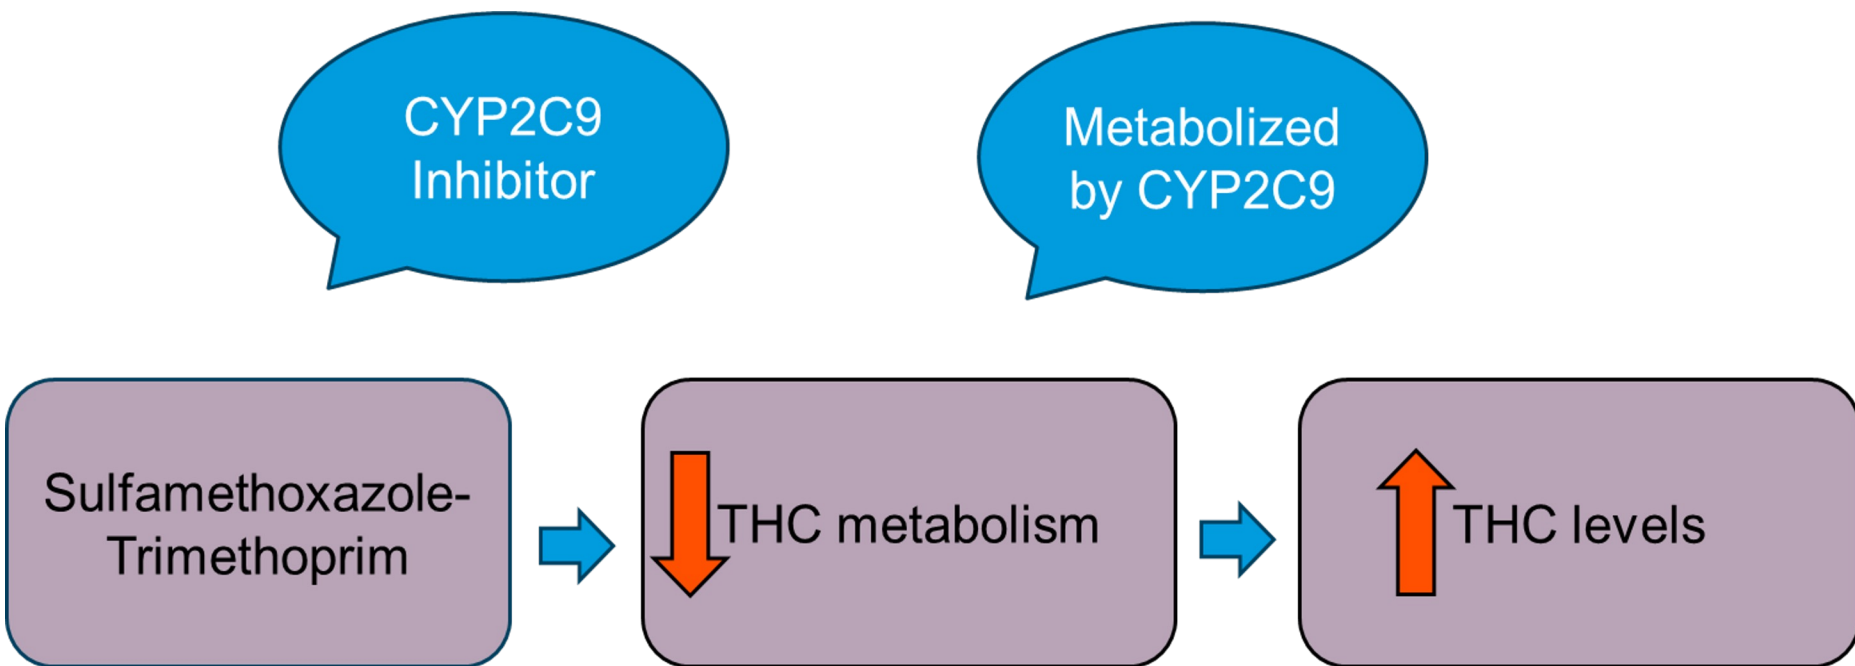 CYP2C9
Inhibitor
Metabolized
by CYP2C9
Sulfamethoxazole-
Trimethoprim
THC metabolism
THC levels